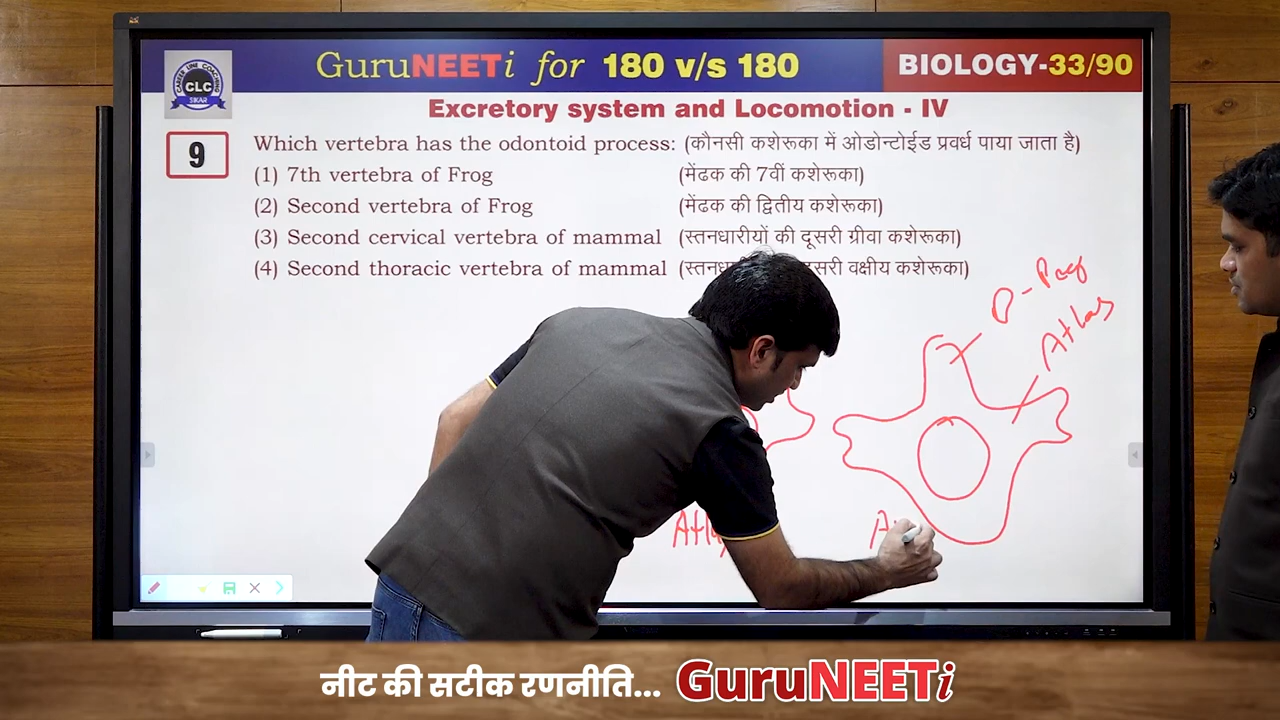 CAREER LINE COACHING
CLC
SIKAR
GuruNEETi for 180 v/s 180
BIOLOGY-33/90
Excretory system and Locomotion - IV
9
Which vertebra has the odontoid process: (कौनसी कशेरूका में ओडोन्टोईड प्रवर्ध पाया जाता है)
(1) 7th vertebra of Frog (मेंढक की 7वीं कशेरूका)
(2) Second vertebra of Frog (मेंढक की द्वितीय कशेरूका)
(3) Second cervical vertebra of mammal (स्तनधारीयों की दूसरी ग्रीवा कशेरूका)
(4) Second thoracic vertebra of mammal वक्षीय कशेरूका)
Atlas
नीट की सटीक रणनीति... GuruNEETi